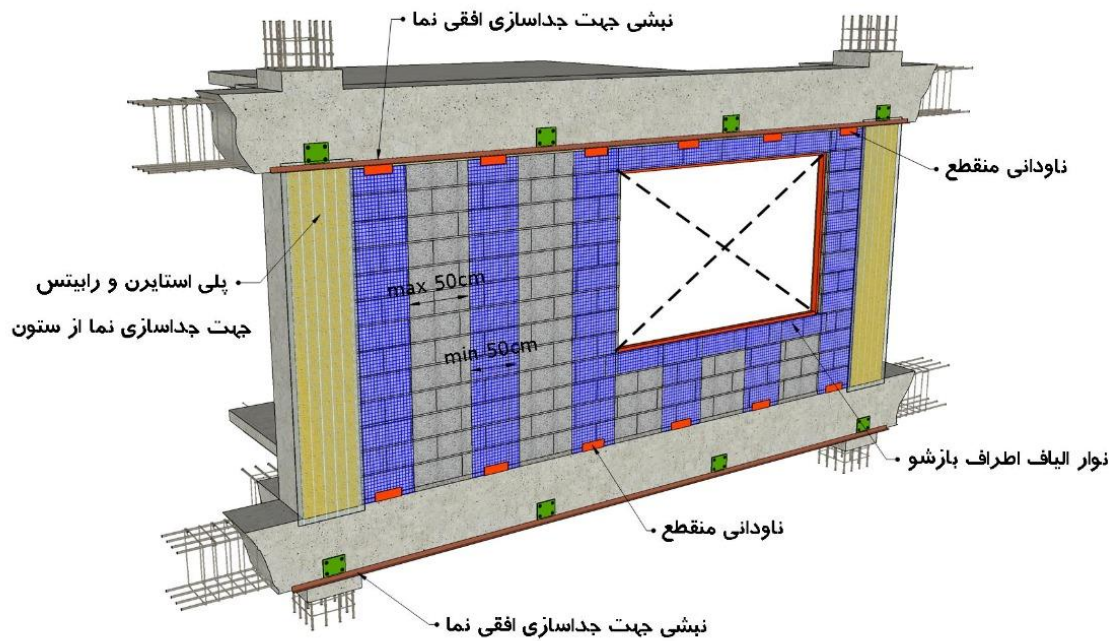 نبشی جهت جداسازی افقی نما
ناودانی منقطع
پلی استایرن و رابیتس
جهت جداسازی نما از ستون
max 50cm
min 50cm
نوار الیاف اطراف بازشو
ناودانی منقطع
نبشی جهت جداسازی افقی نما